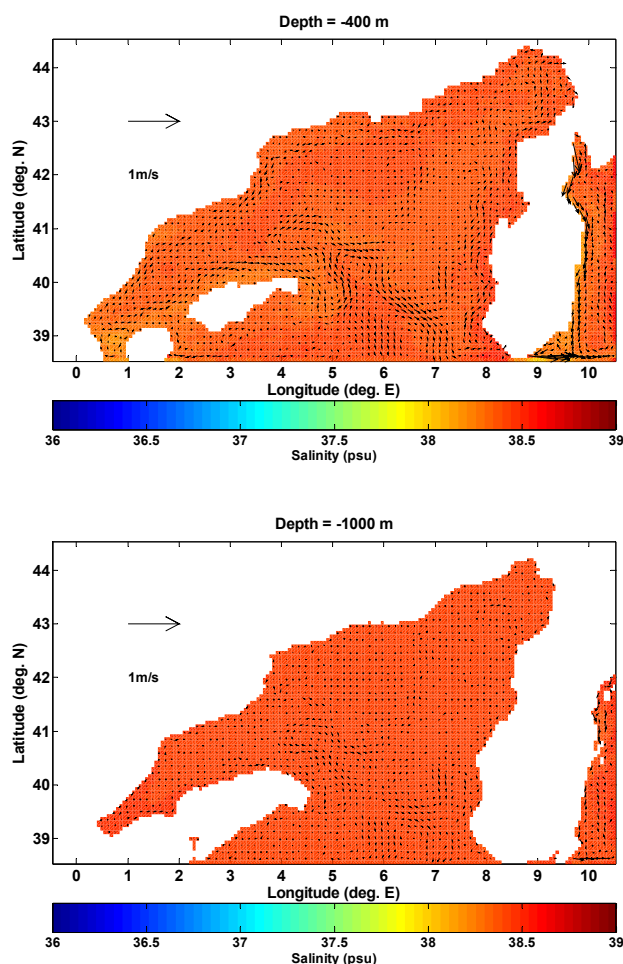 Depth = -400 m
44
43
42
41
40
39
Latitude (deg. N)
1m/s
0 1 2 3 4 5 6 7 8 9 10
Longitude (deg. E)
36 36.5 37 37.5 38 38.5 39
Salinity (psu)
Depth = -1000 m
44
43
42
41
40
39
Latitude (deg. N)
1m/s
0 1 2 3 4 5 6 7 8 9 10
Longitude (deg. E)
36 36.5 37 37.5 38 38.5 39
Salinity (psu)